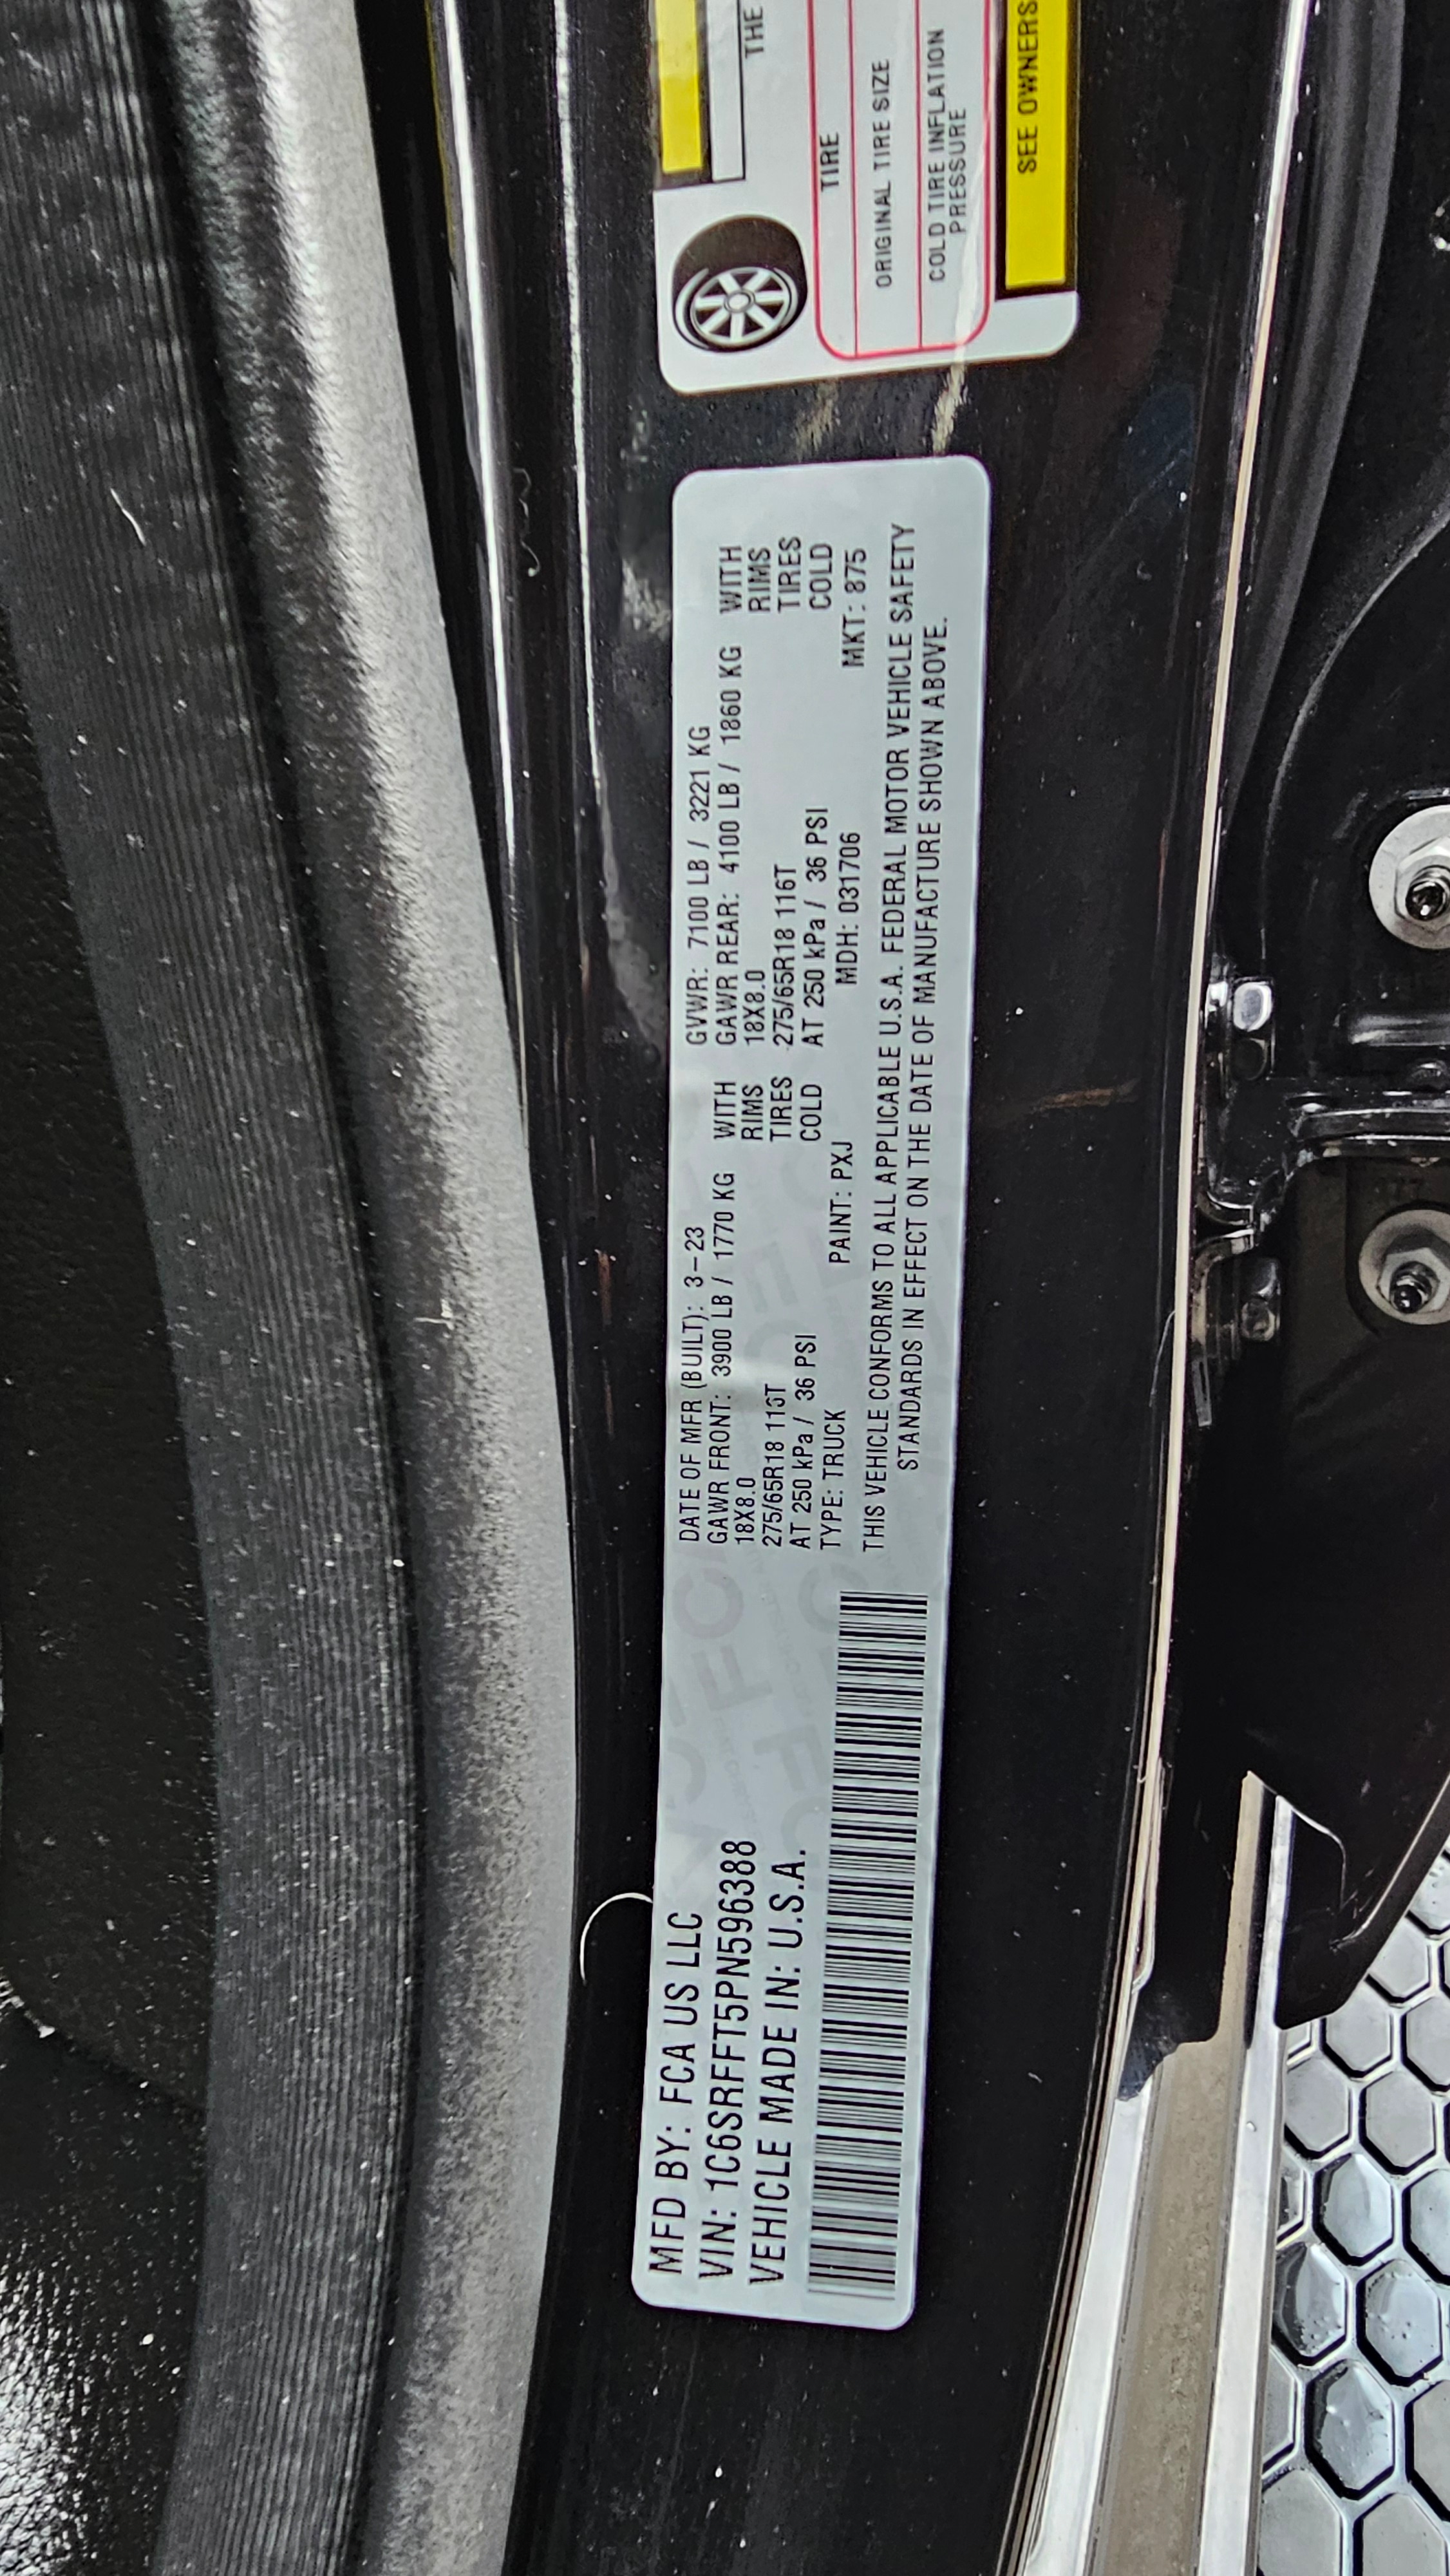 MFD BY: FCA US LLC
VIN: 1C6SRFFT5PN596388
VEHICLE MADE IN: U.S.A.
DATE OF MFR (BUILT): 3-23 GVWR: 7100 LB / 3221 KG
GAWR FRONT: 3900 LB / 1770 KG WITH GAWR REAR: 4100 LB / 1860 KG WITH
18X8.0 RIMS 18X8.0 RIMS
275/65R18 116T TIRES 275/65R18 116T TIRES
AT 250 kPa / 36 PSI COLD AT 250 kPa / 36 PSI COLD
TYPE: TRUCK PAINT: PXJ MDH: 031706 MKT: 875
THIS VEHICLE CONFORMS TO ALL APPLICABLE U.S.A. FEDERAL MOTOR VEHICLE SAFETY
STANDARDS IN EFFECT ON THE DATE OF MANUFACTURE SHOWN ABOVE.
THE
TIRE
ORIGINAL TIRE SIZE
COLD TIRE INFLATION
PRESSURE
SEE OWNERS